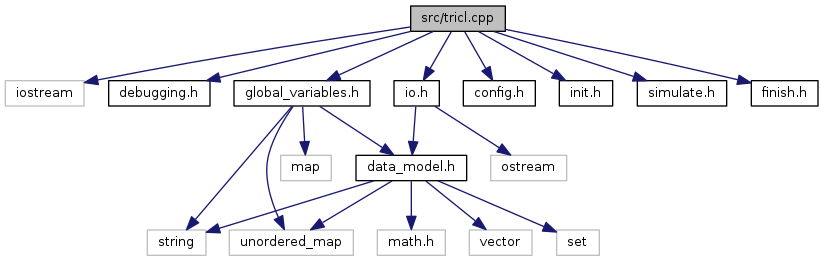 src/tricl.cpp
iostream
debugging.h
global_variables.h
io.h
config.h
init.h
simulate.h
finish.h
map
data_model.h
ostream
string
unordered_map
math.h
vector
set